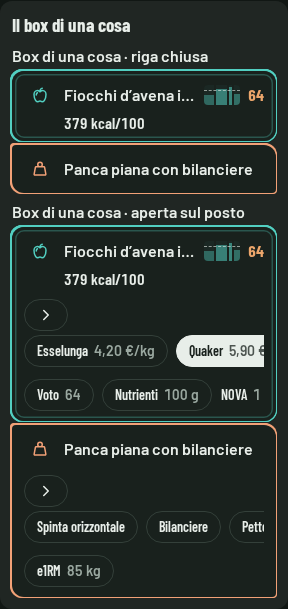 Il box di una cosa
Box di una cosa · riga chiusa
Fiocchi d’avena i… 64
379 kcal/100
Panca piana con bilanciere
Box di una cosa · aperta sul posto
Fiocchi d’avena i… 64
379 kcal/100
Esselunga 4,20 €/kg Quaker 5,90 €
Voto 64 Nutrienti 100 g NOVA 1
Panca piana con bilanciere
Spinta orizzontale Bilanciere Petto
e1RM 85 kg